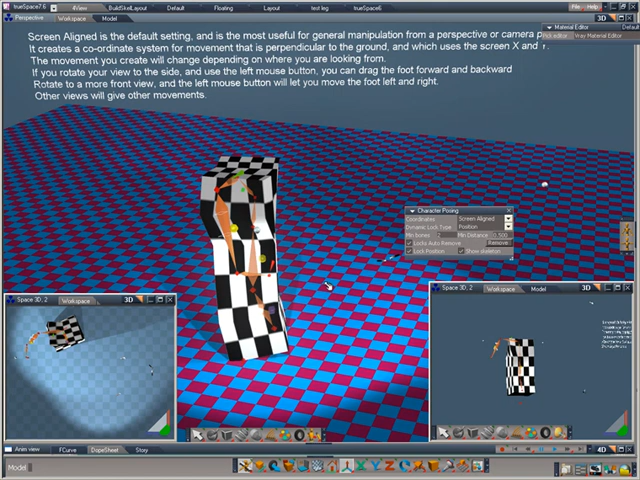 trueSpace7.6
4View
BuildSkelLayout
Default
Floating
Layout
test leg
trueSpace6
File
Help
Perspective
Workspace
Model
3D
Material Editor
Default
Vray Material Editor
Screen Aligned is the default setting, and is the most useful for general manipulation from a perspective or camera
It creates a co-ordinate system for movement that is perpendicular to the ground, and which uses the screen X and Y.
The movement you create will change depending on where you are looking from.
If you rotate your view to the side, and use the left mouse button, you can drag the foot forward and backward
Rotate to a more front view, and the left mouse button will let you move the foot left and right.
Other views will give other movements.
Character Posing
Coordinates Screen Aligned
Dynamic Lock Type Position
Min bones 2 Min Distance 0.500
Locks Auto Remove Remove
Lock Position Show skeleton
Space 3D, 2
Workspace
3D
Space 3D, 2
Workspace
Model
3D
Anim view
FCurve
DopeSheet
Story
4D
Model